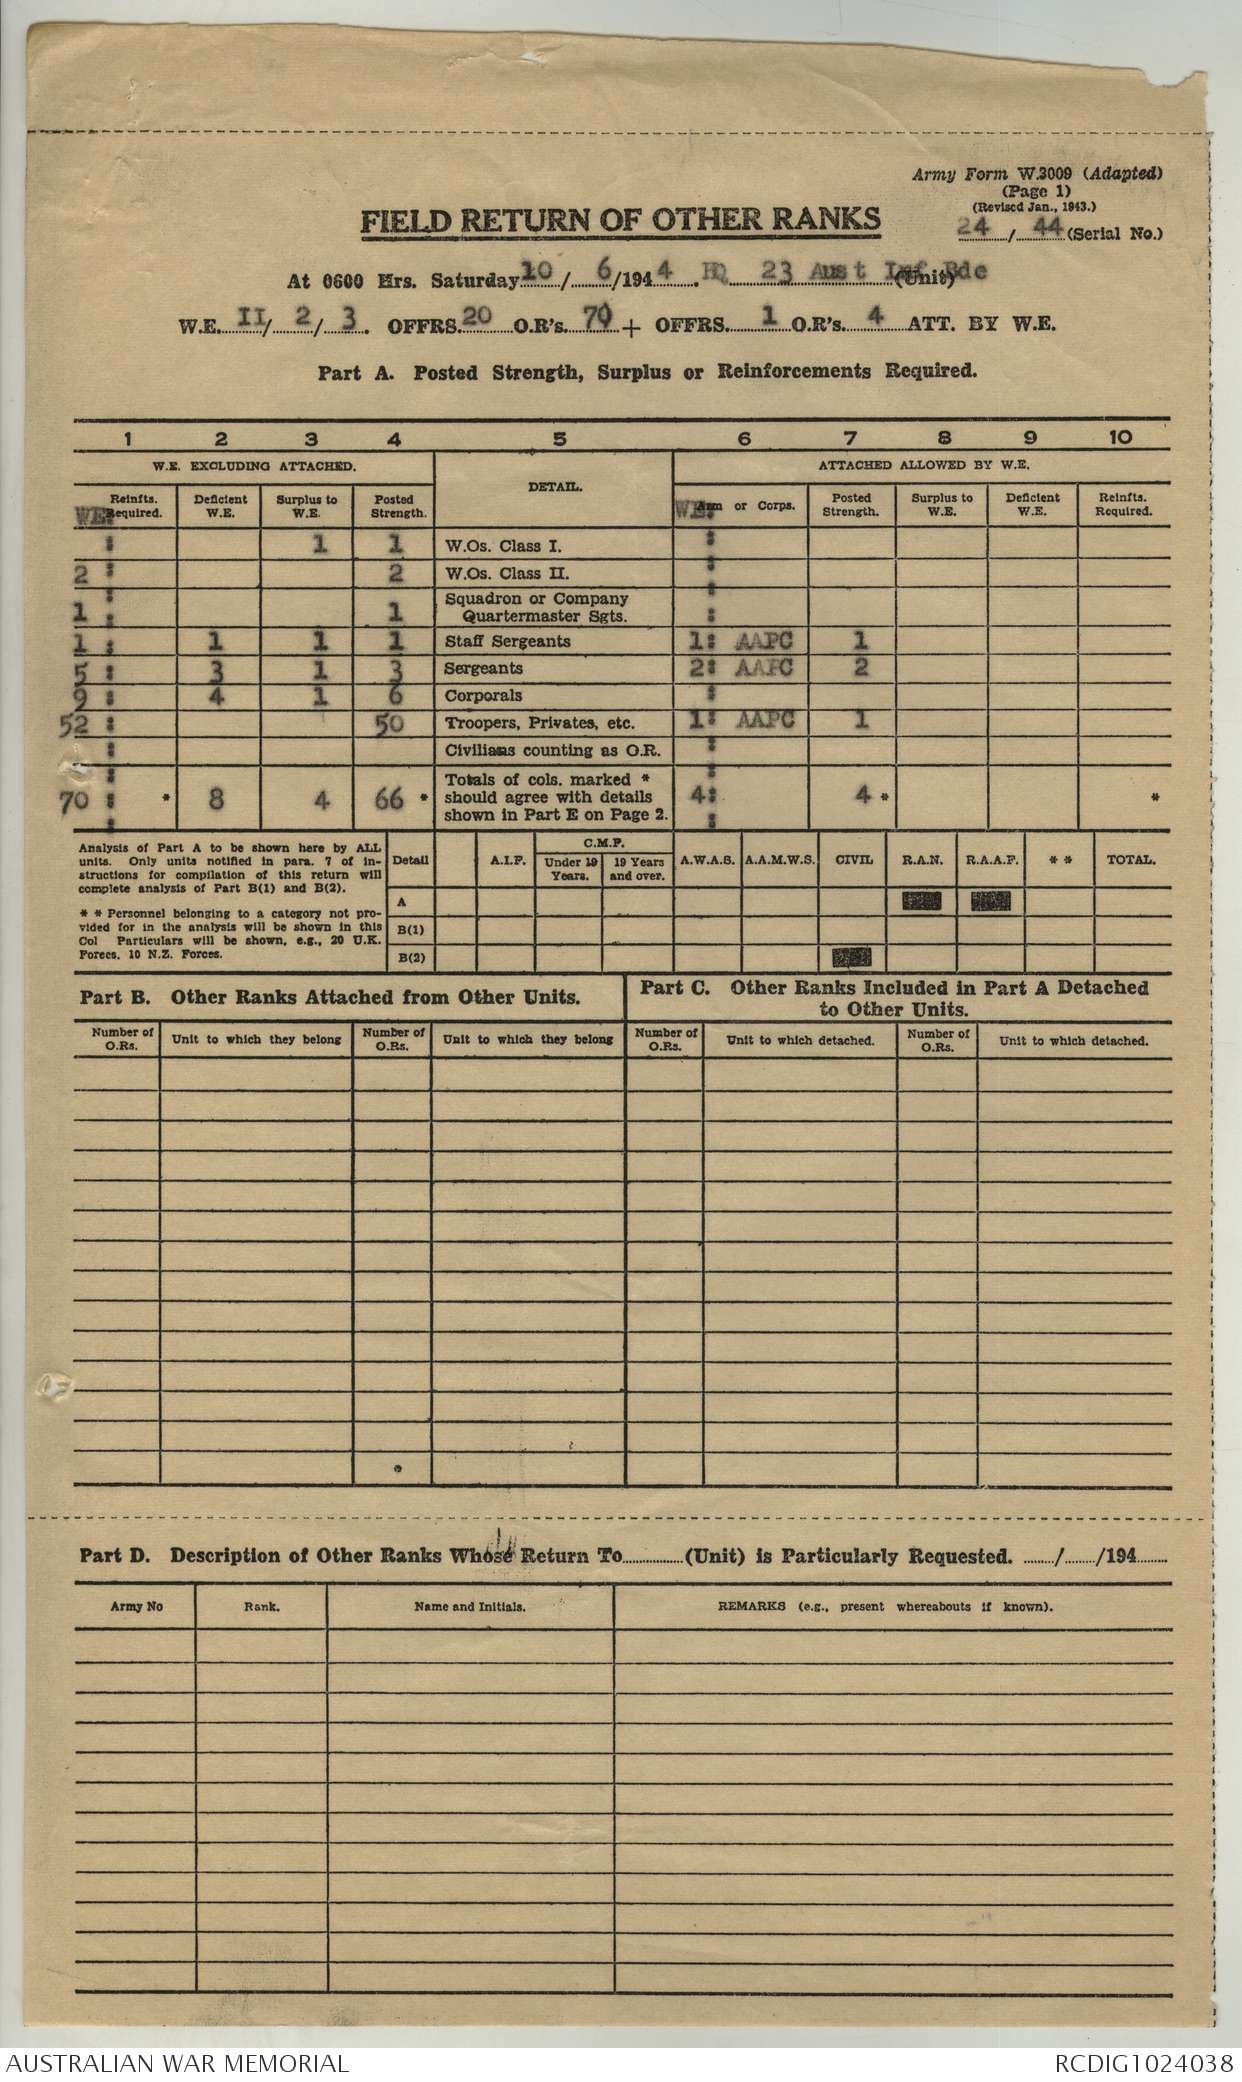 Army Form W.3009 (Adapted)
(Page 1)
(Revised Jan., 1943.)
24 / 44 (Serial No.)
FIELD RETURN OF OTHER RANKS
At 0600 Hrs. Saturday 10 / 6 /194 4 . HQ 23 Aust Inf Bde (Unit)
W.E. II / 2 / 3 . OFFRS. 20 O.R's. 70 + OFFRS. 1 O.R's. 4 ATT. BY W.E.
Part A. Posted Strength, Surplus or Reinforcements Required.
1 2 3 4 5 6 7 8 9 10
W.E. EXCLUDING ATTACHED. DETAIL. ATTACHED ALLOWED BY W.E.
WE: Reinfts. Required. Deficient W.E. Surplus to W.E. Posted Strength. WE: Arm or Corps. Posted Strength. Surplus to W.E. Deficient W.E. Reinfts. Required.
: 1 1 W.Os. Class I. :
2 : 2 W.Os. Class II. :
1 : 1 Squadron or Company Quartermaster Sgts. :
1 : 1 1 1 Staff Sergeants 1: AAPC 1
5 : 3 1 3 Sergeants 2: AAPC 2
9 : 4 1 6 Corporals :
52 : 50 Troopers, Privates, etc. 1: AAPC 1
: Civilians counting as O.R. :
70 : * 8 4 66 * Totals of cols. marked * should agree with details shown in Part E on Page 2. 4: 4 * *
Analysis of Part A to be shown here by ALL
units. Only units notified in para. 7 of in-
structions for compilation of this return will
complete analysis of Part B(1) and B(2).
* * Personnel belonging to a category not pro-
vided for in the analysis will be shown in this
Col Particulars will be shown, e.g., 20 U.K.
Forces, 10 N.Z. Forces.
Detail A.I.F. C.M.F. Under 19 Years. 19 Years and over. A.W.A.S. A.A.M.W.S. CIVIL R.A.N. R.A.A.F. * * TOTAL.
A
B(1)
B(2)
Part B. Other Ranks Attached from Other Units.
Part C. Other Ranks Included in Part A Detached
to Other Units.
Number of O.Rs. Unit to which they belong Number of O.Rs. Unit to which they belong Number of O.Rs. Unit to which detached. Number of O.Rs. Unit to which detached.
Part D. Description of Other Ranks Whose Return To............(Unit) is Particularly Requested. ......./......./194.......
Army No Rank. Name and Initials. REMARKS (e.g., present whereabouts if known).
AUSTRALIAN WAR MEMORIAL RCDIG1024038